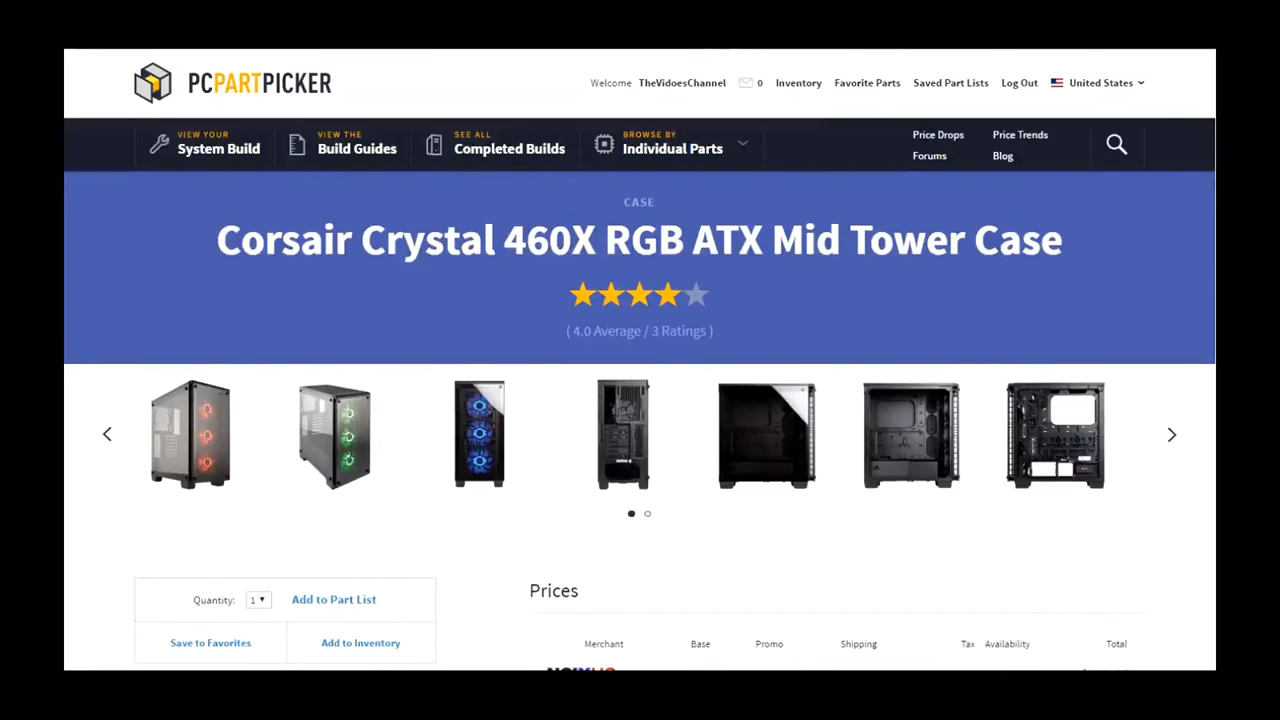 PCPARTPICKER
Welcome TheVidoesChannel 0 Inventory Favorite Parts Saved Part Lists Log Out United States
VIEW YOUR
System Build
VIEW THE
Build Guides
SEE ALL
Completed Builds
BROWSE BY
Individual Parts
Price Drops Price Trends
Forums Blog
CASE
Corsair Crystal 460X RGB ATX Mid Tower Case
( 4.0 Average / 3 Ratings )
Quantity: 1 Add to Part List
Save to Favorites Add to Inventory
Prices
Merchant Base Promo Shipping Tax Availability Total